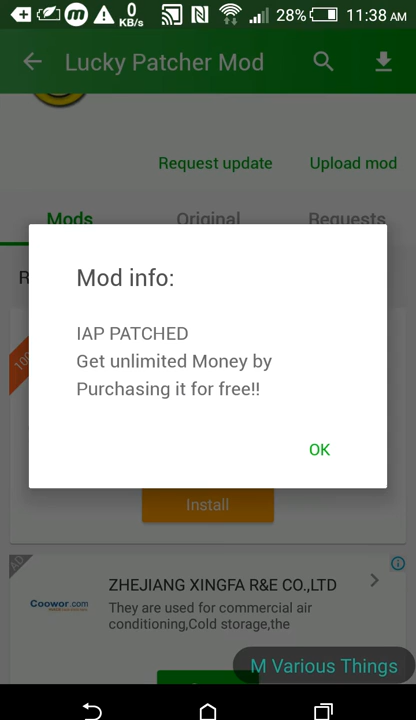 0
KB/s
28%
11:38 AM
Lucky Patcher Mod
Request update
Upload mod
Mods
Original
Requests
R
100
Mod info:
IAP PATCHED
Get unlimited Money by
Purchasing it for free!!
OK
Install
AD
ZHEJIANG XINGFA R&E CO.,LTD
Coowor.com
They are used for commercial air
conditioning,Cold storage,the
M Various Things